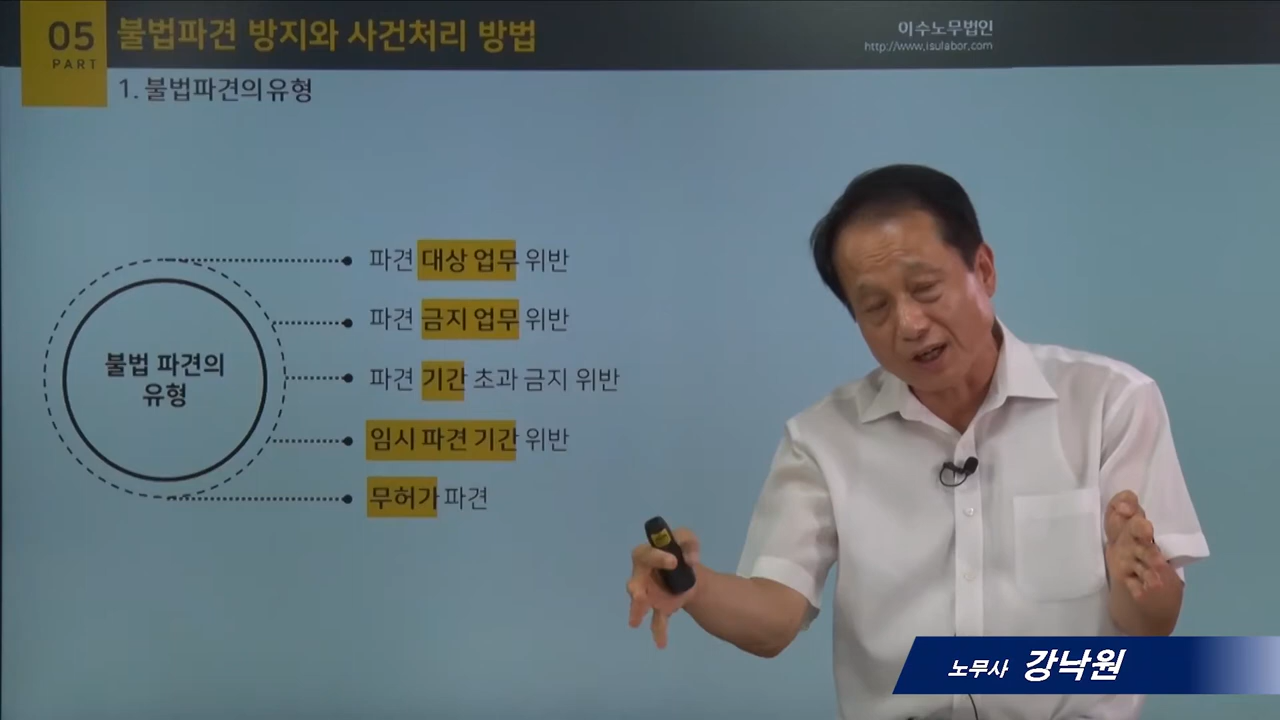 05
PART
불법파견 방지와 사건처리 방법
이수노무법인
http://www.isulabor.com
1. 불법파견의 유형
파견 대상 업무 위반
파견 금지 업무 위반
불법 파견의
유형
파견 기간 초과 금지 위반
임시 파견 기간 위반
무허가 파견
노무사 강낙원